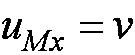 u_{Mx} = v